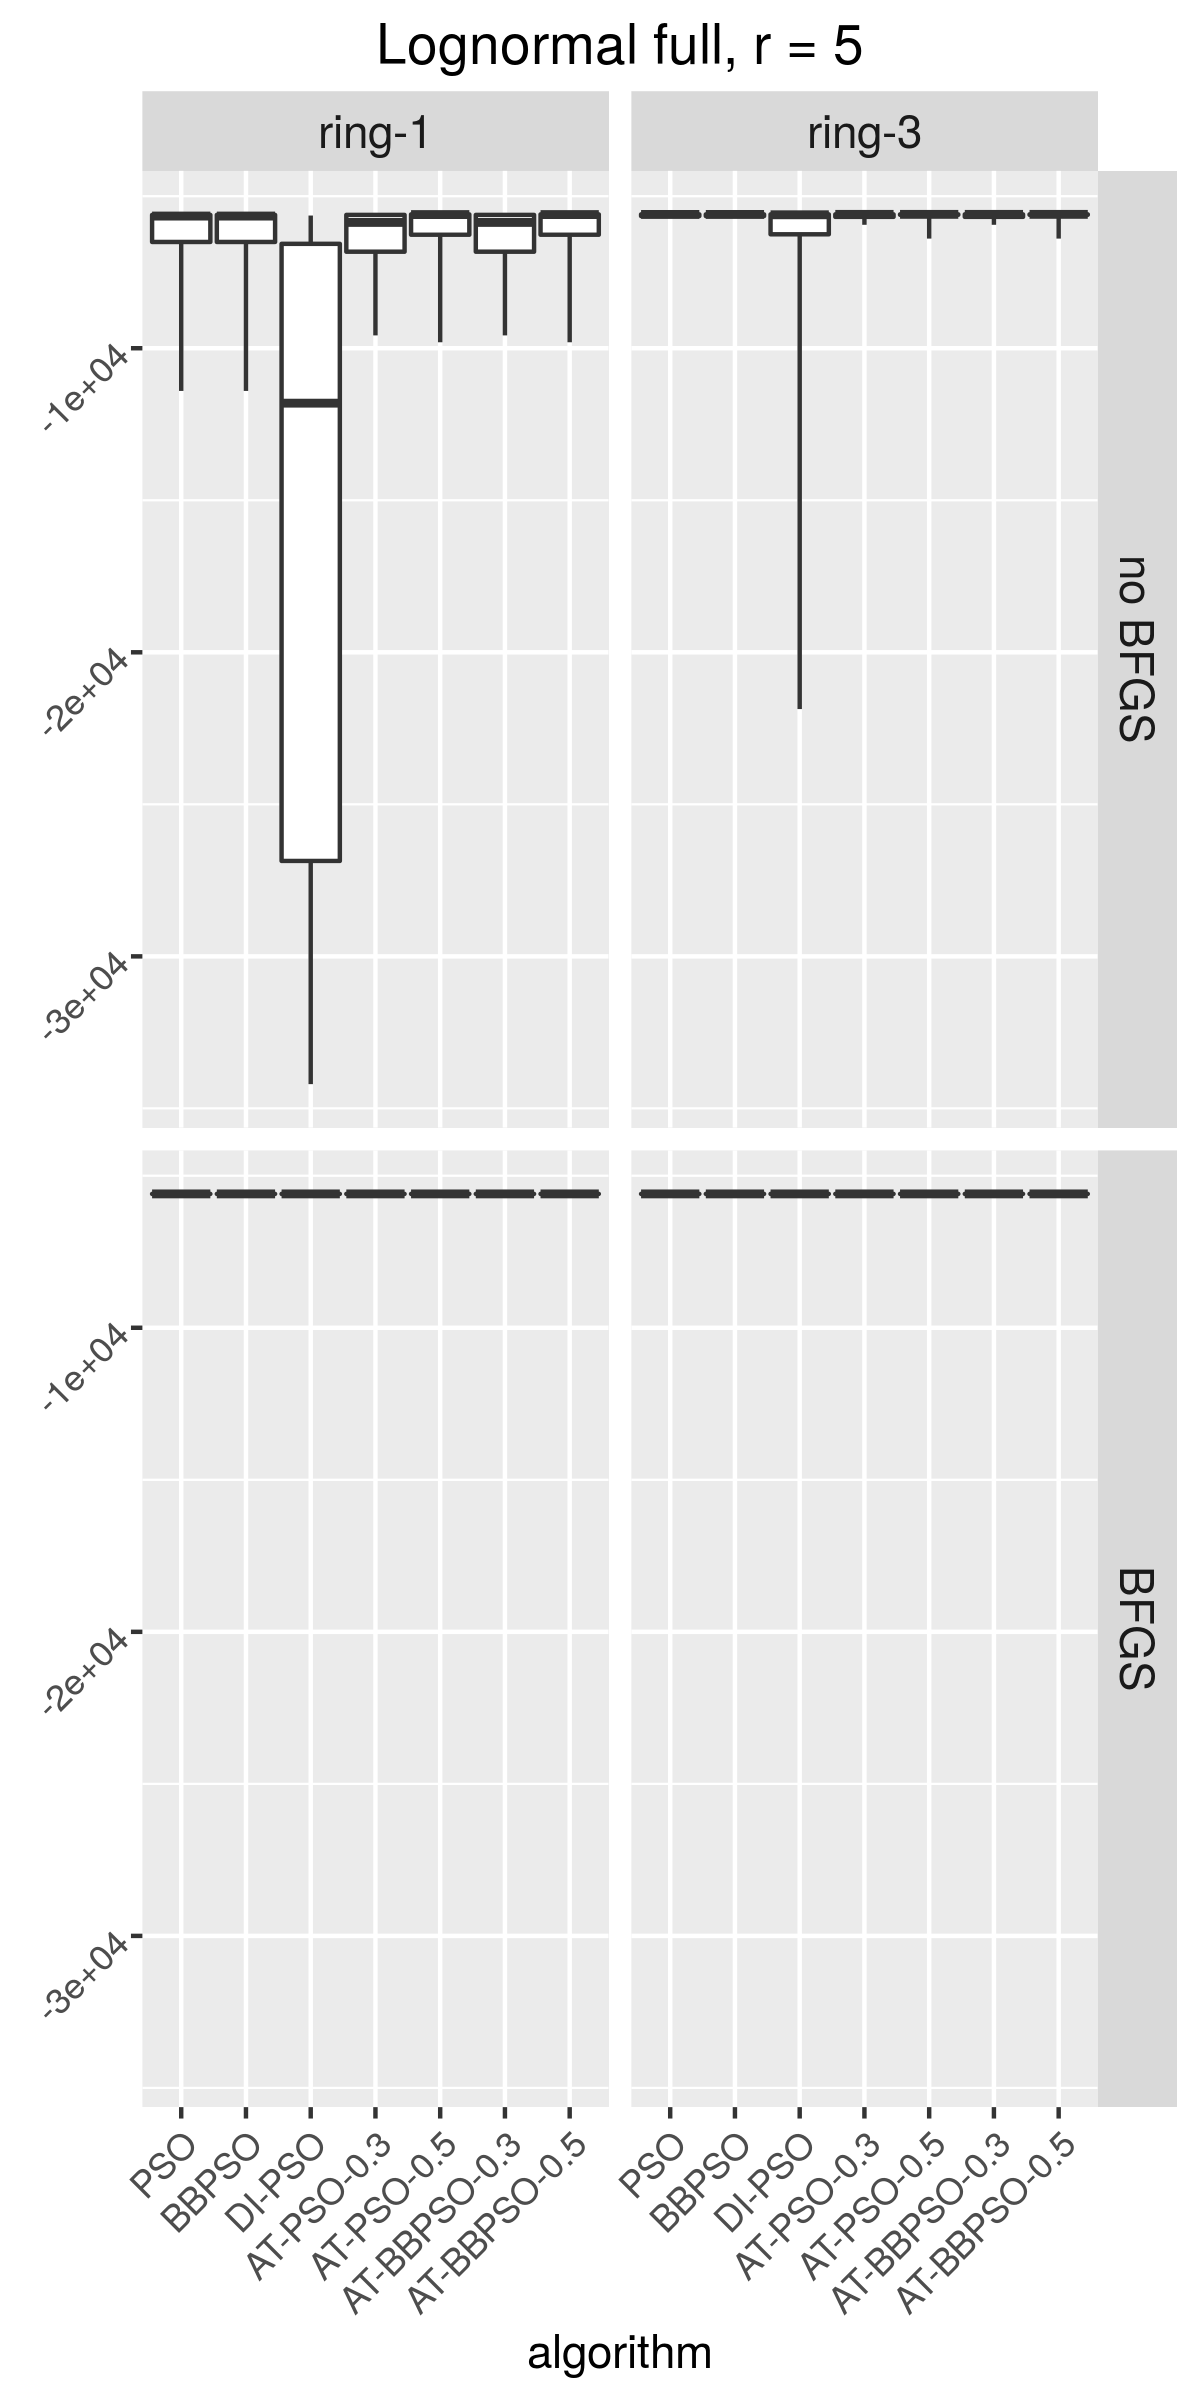 Lognormal full, r = 5
ring-1
ring-3
-1e+04
-2e+04
-3e+04
no BFGS
-1e+04
-2e+04
-3e+04
BFGS
PSO
BBPSO
DI-PSO
AT-PSO-0.3
AT-PSO-0.5
AT-BBPSO-0.3
AT-BBPSO-0.5
PSO
BBPSO
DI-PSO
AT-PSO-0.3
AT-PSO-0.5
AT-BBPSO-0.3
AT-BBPSO-0.5
algorithm